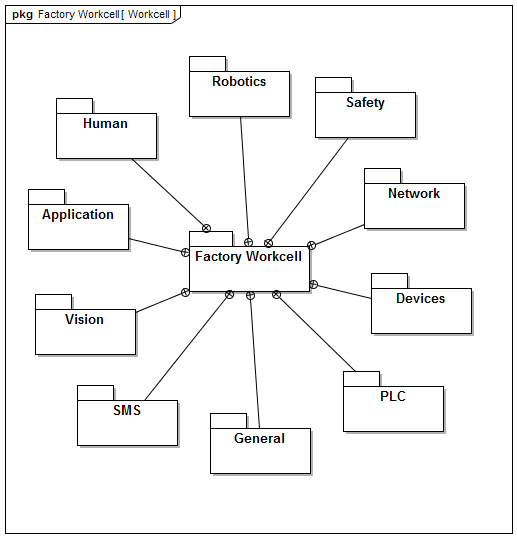 pkg Factory Workcell[ Workcell ]
Robotics
Safety
Human
Network
Application
Factory Workcell
Devices
Vision
PLC
SMS
General